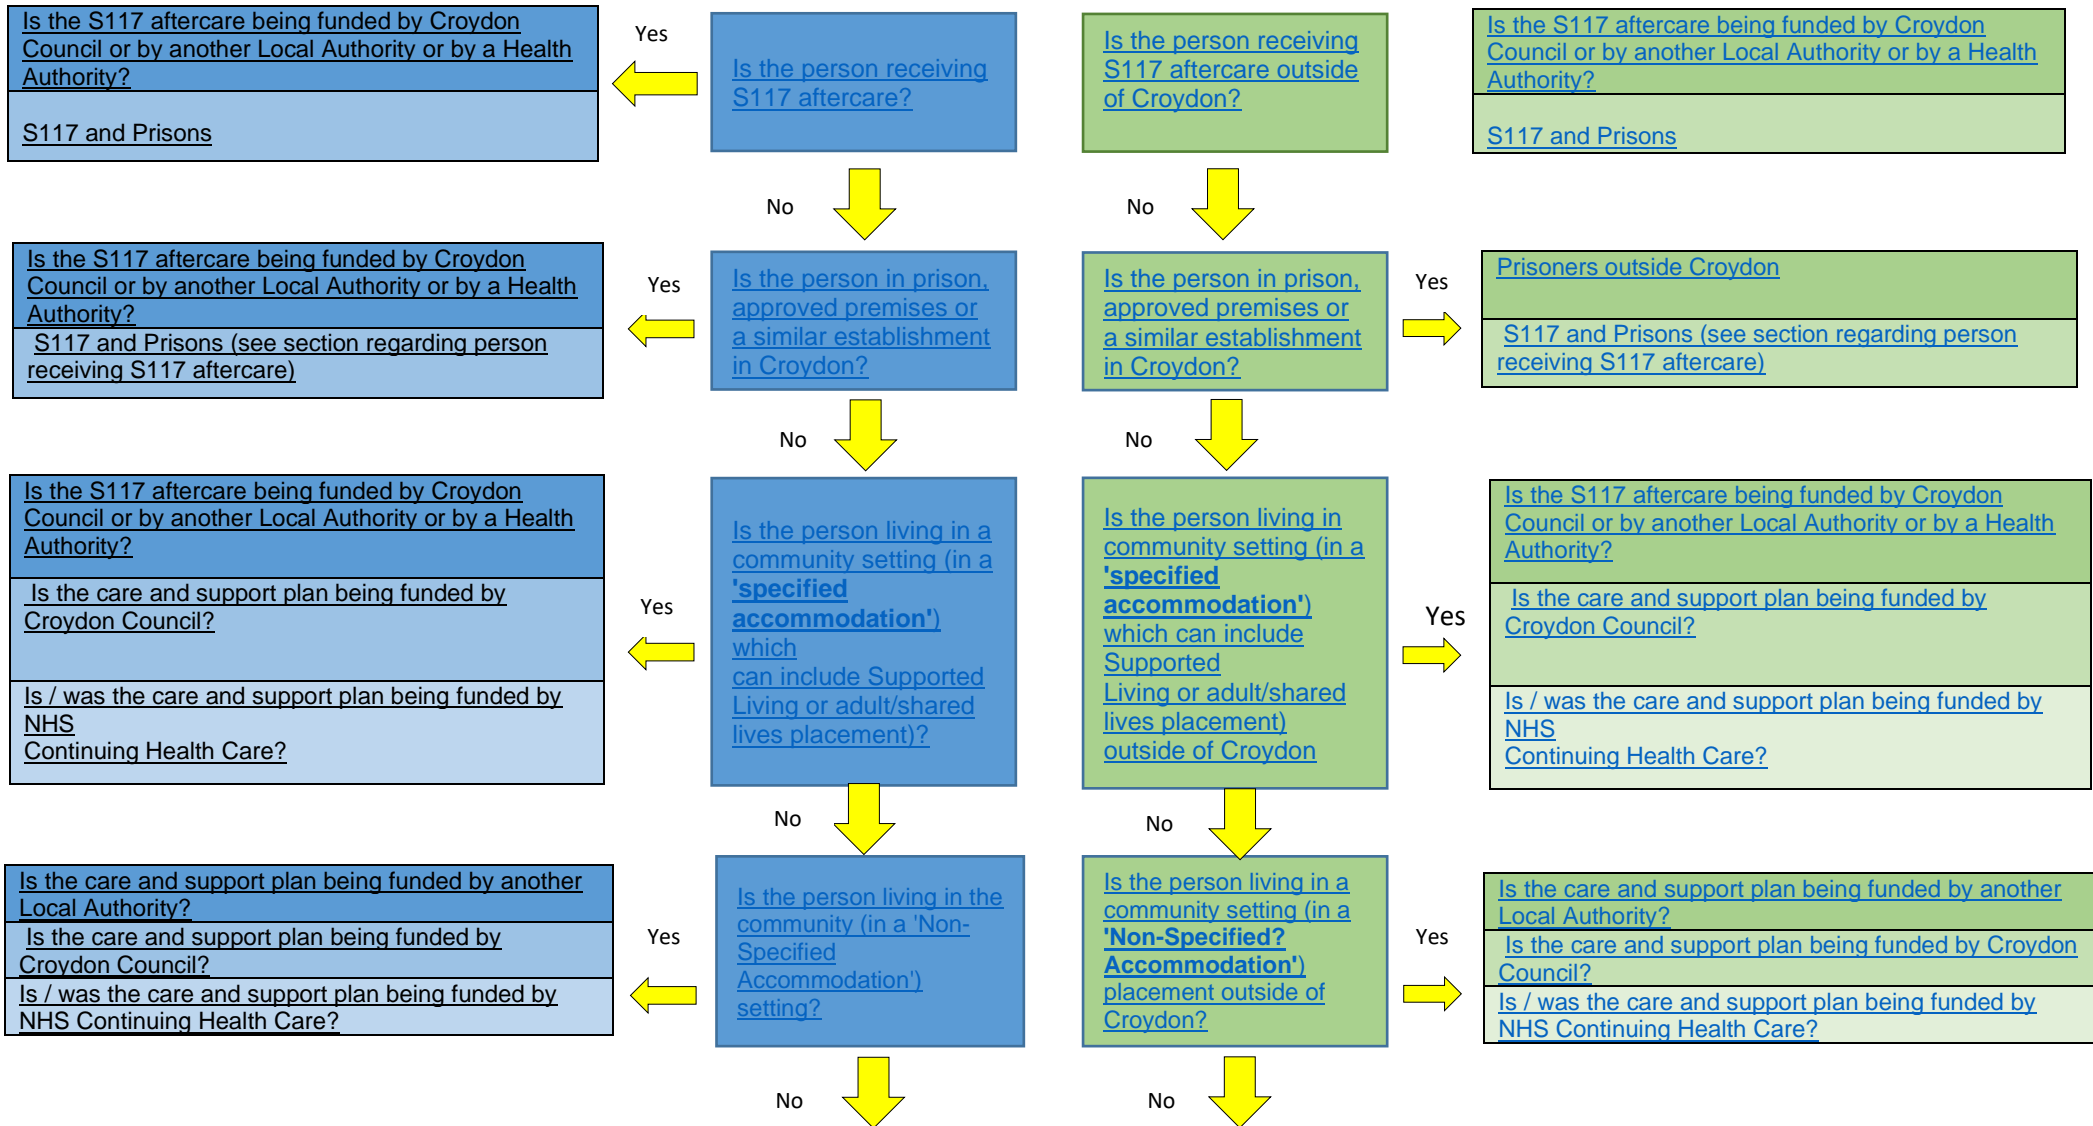 Is the S117 aftercare being funded by Croydon
Council or by another Local Authority or by a Health
Authority?
S117 and Prisons
Yes
Is the person receiving
S117 aftercare?
Is the person receiving
S117 aftercare outside
of Croydon?
Is the S117 aftercare being funded by Croydon
Council or by another Local Authority or by a Health
Authority?
S117 and Prisons
No
No
Is the S117 aftercare being funded by Croydon
Council or by another Local Authority or by a Health
Authority?
S117 and Prisons (see section regarding person
receiving S117 aftercare)
Yes
Is the person in prison,
approved premises or
a similar establishment
in Croydon?
Is the person in prison,
approved premises or
a similar establishment
in Croydon?
Yes
Prisoners outside Croydon
S117 and Prisons (see section regarding person
receiving S117 aftercare)
No
No
Is the S117 aftercare being funded by Croydon
Council or by another Local Authority or by a Health
Authority?
Is the care and support plan being funded by
Croydon Council?
Is / was the care and support plan being funded by
NHS
Continuing Health Care?
Yes
Is the person living in a
community setting (in a
'specified
accommodation')
which
can include Supported
Living or adult/shared
lives placement)?
Is the person living in
community setting (in a
'specified
accommodation')
which can include
Supported
Living or adult/shared
lives placement)
outside of Croydon
Yes
Is the S117 aftercare being funded by Croydon
Council or by another Local Authority or by a Health
Authority?
Is the care and support plan being funded by
Croydon Council?
Is / was the care and support plan being funded by
NHS
Continuing Health Care?
No
No
Is the care and support plan being funded by another
Local Authority?
Is the care and support plan being funded by
Croydon Council?
Is / was the care and support plan being funded by
NHS Continuing Health Care?
Yes
Is the person living in the
community (in a 'Non-
Specified
Accommodation')
setting?
Is the person living in a
community setting (in a
'Non-Specified?
Accommodation')
placement outside of
Croydon?
Yes
Is the care and support plan being funded by another
Local Authority?
Is the care and support plan being funded by Croydon
Council?
Is / was the care and support plan being funded by
NHS Continuing Health Care?
No
No